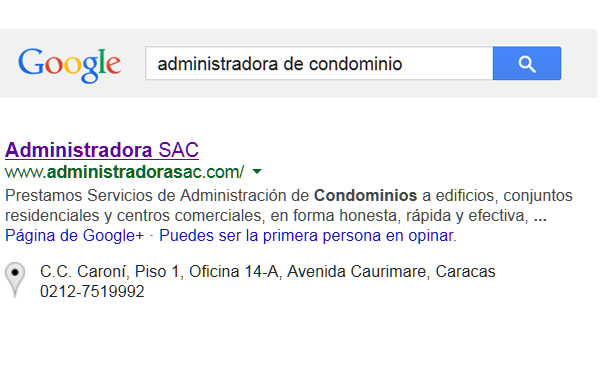 Google
administradora de condominio
Administradora SAC
www.administradorasac.com/
Prestamos Servicios de Administración de Condominios a edificios, conjuntos
residenciales y centros comerciales, en forma honesta, rápida y efectiva, ...
Página de Google+ · Puedes ser la primera persona en opinar.
C.C. Caroní, Piso 1, Oficina 14-A, Avenida Caurimare, Caracas
0212-7519992